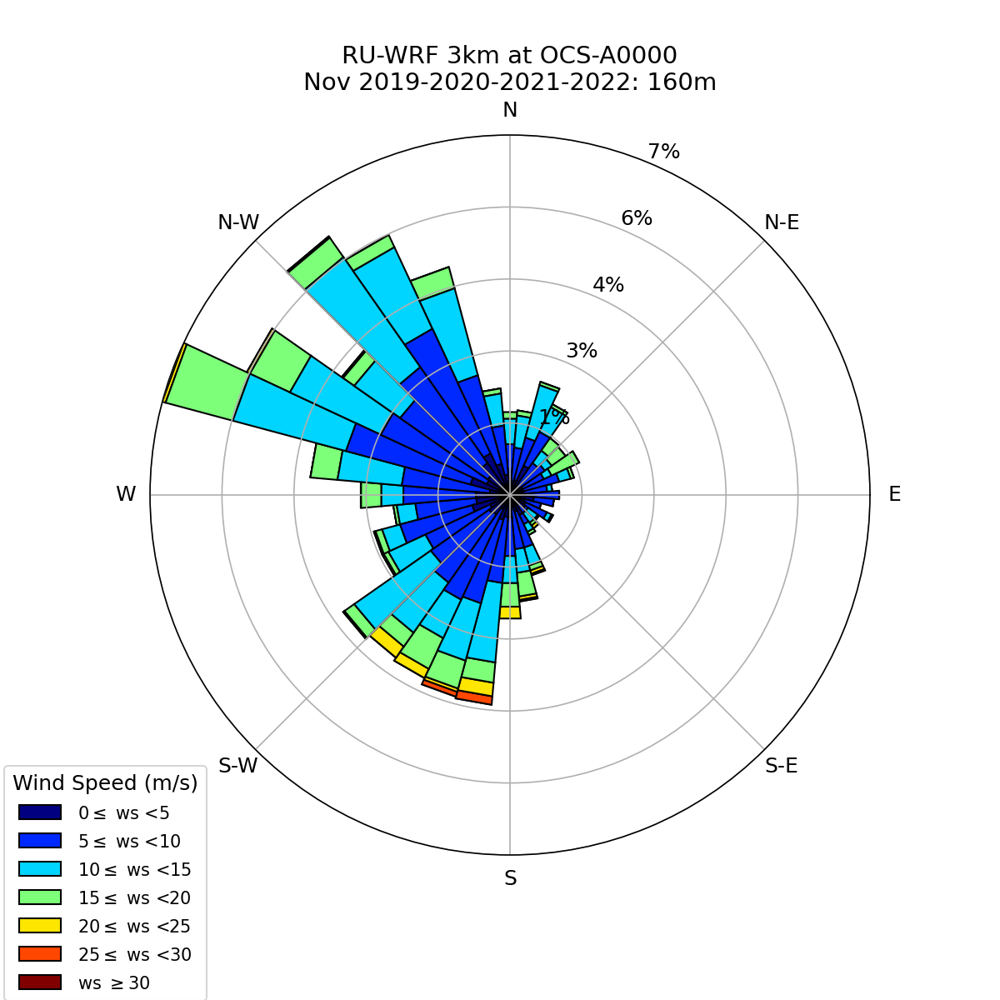 RU-WRF 3km at OCS-A0000
Nov 2019-2020-2021-2022: 160m
N
7%
N-W
6%
N-E
4%
3%
1%
W
E
S-W
S-E
S
Wind Speed (m/s)
0≤ ws <5
5≤ ws <10
10≤ ws <15
15≤ ws <20
20≤ ws <25
25≤ ws <30
ws ≥30